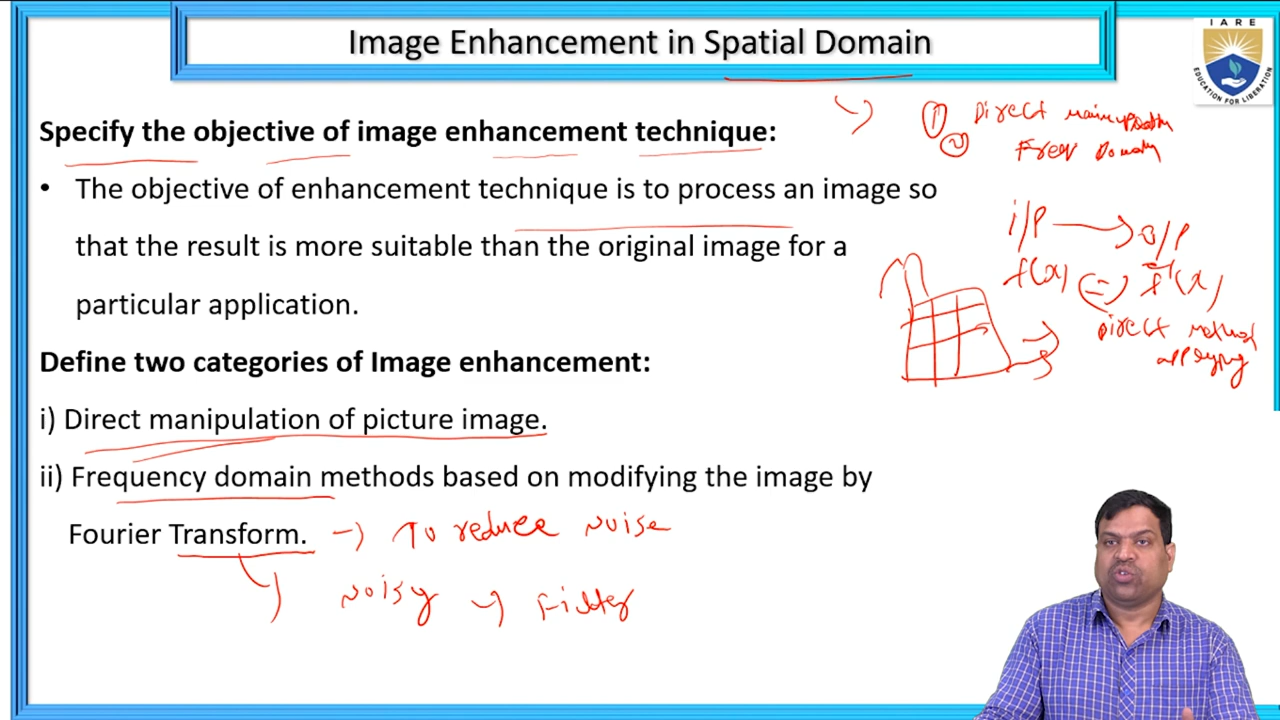 Image Enhancement in Spatial Domain
IARE
EDUCATION FOR LIBERATION
Specify the objective of image enhancement technique:
• The objective of enhancement technique is to process an image so
that the result is more suitable than the original image for a
particular application.
Define two categories of Image enhancement:
i) Direct manipulation of picture image.
ii) Frequency domain methods based on modifying the image by
Fourier Transform.
→ To reduce Noise
Noisy → Filter
① Direct
② Freq Domain
i/p → o/p
f(x)
Direct method
applying